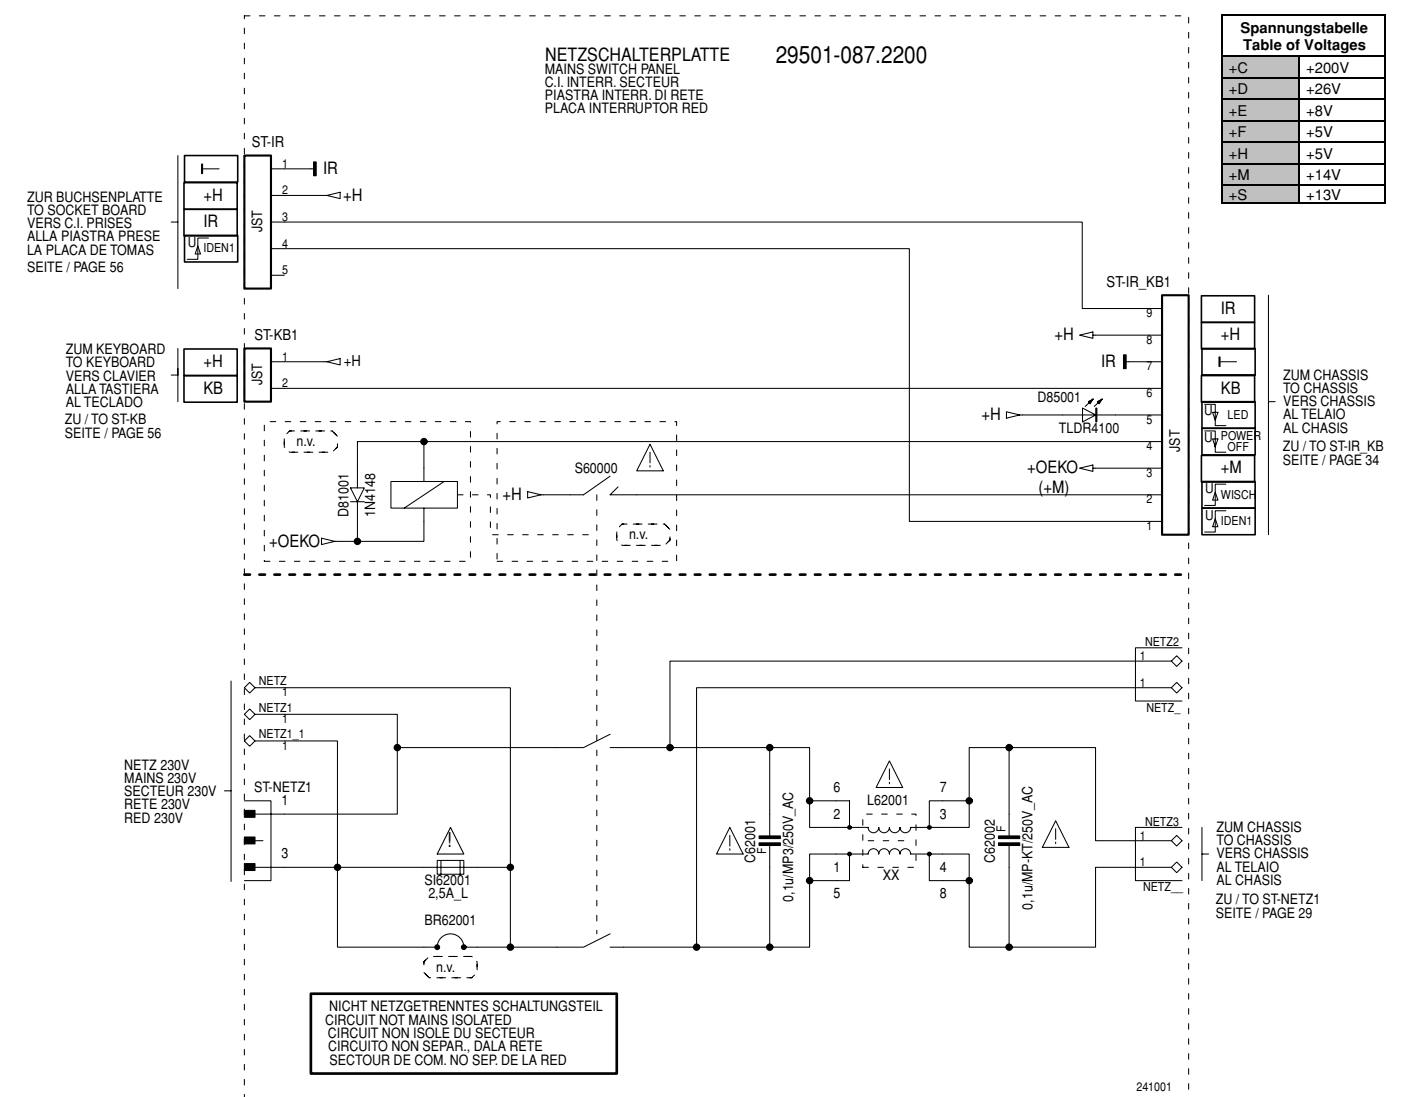 NETZSCHALTERPLATTE 29501-087.2200
MAINS SWITCH PANEL
C.I. INTERR. SECTEUR
PIASTRA INTERR. DI RETE
PLACA INTERRUPTOR RED
Spannungstabelle
Table of Voltages
+C +200V
+D +26V
+E +8V
+F +5V
+H +5V
+M +14V
+S +13V
ZUR BUCHSENPLATTE
TO SOCKET BOARD
VERS C.I. PRISES
ALLA PIASTRA PRESE
LA PLACA DE TOMAS
SEITE / PAGE 56
+H
IR
U IDEN1
ST-IR
JST
1 IR
2 +H
3
4
5
ZUM KEYBOARD
TO KEYBOARD
VERS CLAVIER
ALLA TASTIERA
AL TECLADO
ZU / TO ST-KB
SEITE / PAGE 56
+H
KB
ST-KB1
JST
1 +H
2
ST-IR_KB1
JST
9
+H 8
IR 7
6
D85001
+H 5
TLDR4100
4
+OEKO 3
(+M)
2
1
IR
+H
KB
U LED
U POWER
OFF
+M
U WISCH
U IDEN1
ZUM CHASSIS
TO CHASSIS
VERS CHASSIS
AL TELAIO
AL CHASIS
ZU / TO ST-IR_KB
SEITE / PAGE 34
n.v.
D81001
1N4148
+OEKO
S60000
+H
n.v.
NETZ 230V
MAINS 230V
SECTEUR 230V
RETE 230V
RED 230V
NETZ
1
NETZ1
1
NETZ1_1
1
ST-NETZ1
1
3
SI62001
2,5A_L
BR62001
n.v.
C62001
F
0,1u/MP3/250V_AC
6
2
1
5
L62001
XX
7
3
4
8
C62002
F
0,1u/MP-KT/250V_AC
NETZ2
1
1
NETZ_
NETZ3
1
1
NETZ__
ZUM CHASSIS
TO CHASSIS
VERS CHASSIS
AL TELAIO
AL CHASIS
ZU / TO ST-NETZ1
SEITE / PAGE 29
NICHT NETZGETRENNTES SCHALTUNGSTEIL
CIRCUIT NOT MAINS ISOLATED
CIRCUIT NON ISOLE DU SECTEUR
CIRCUITO NON SEPAR., DALA RETE
SECTOUR DE COM. NO SEP. DE LA RED
241001